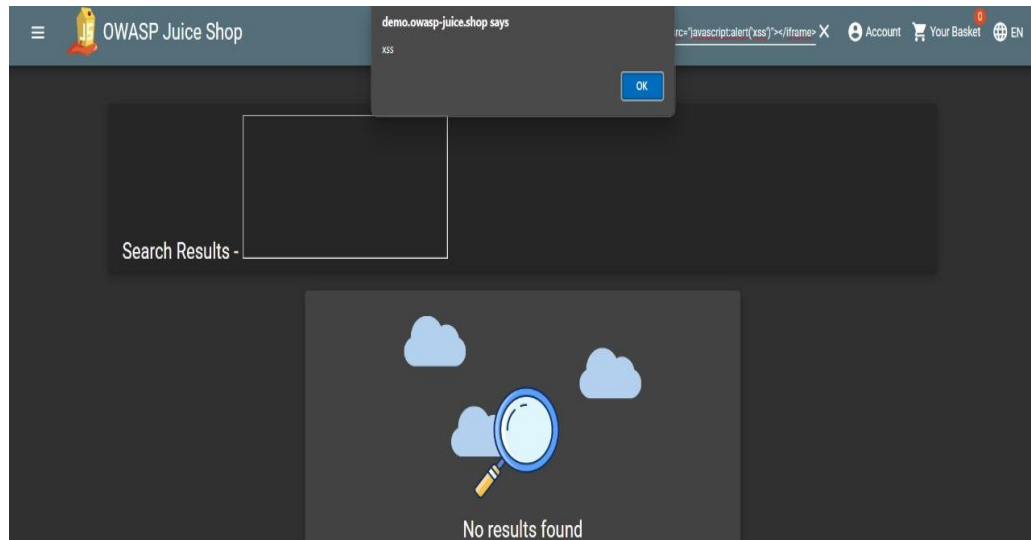 OWASP Juice Shop
demo.owasp-juice.shop says
xss
OK
rc="javascript:alert('xss')"></iframe>
Account
0
Your Basket
EN
Search Results -
No results found